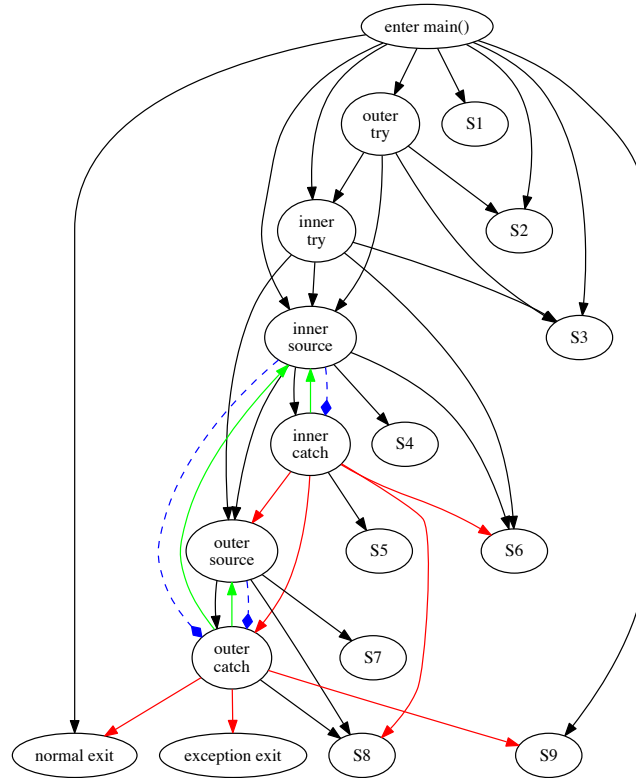 enter main()
outer
try
S1
inner
try
S2
inner
source
S3
inner
catch
S4
outer
source
S5
S6
outer
catch
S7
normal exit
exception exit
S8
S9